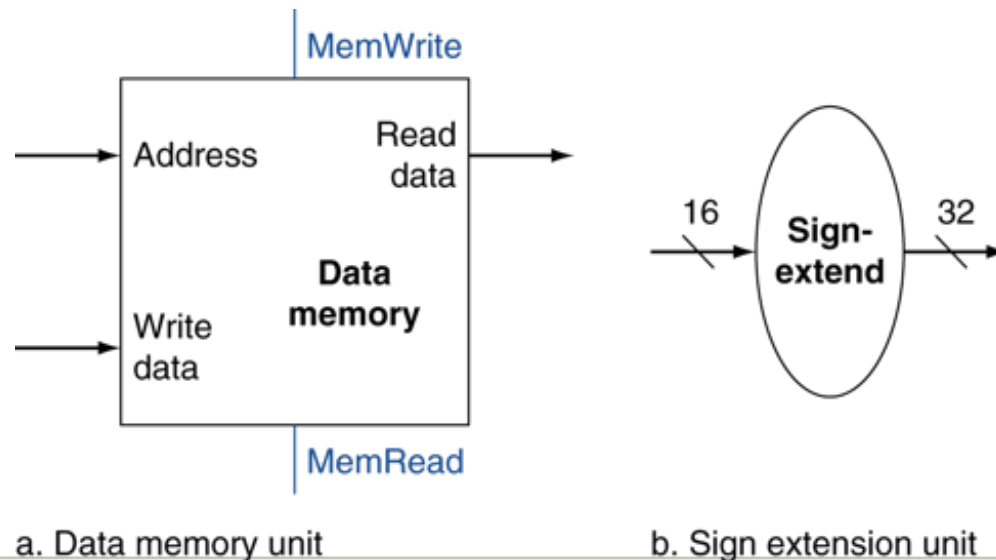 MemWrite
Address
Read
data
Data
memory
Write
data
MemRead
16
Sign-
extend
32
a. Data memory unit
b. Sign extension unit